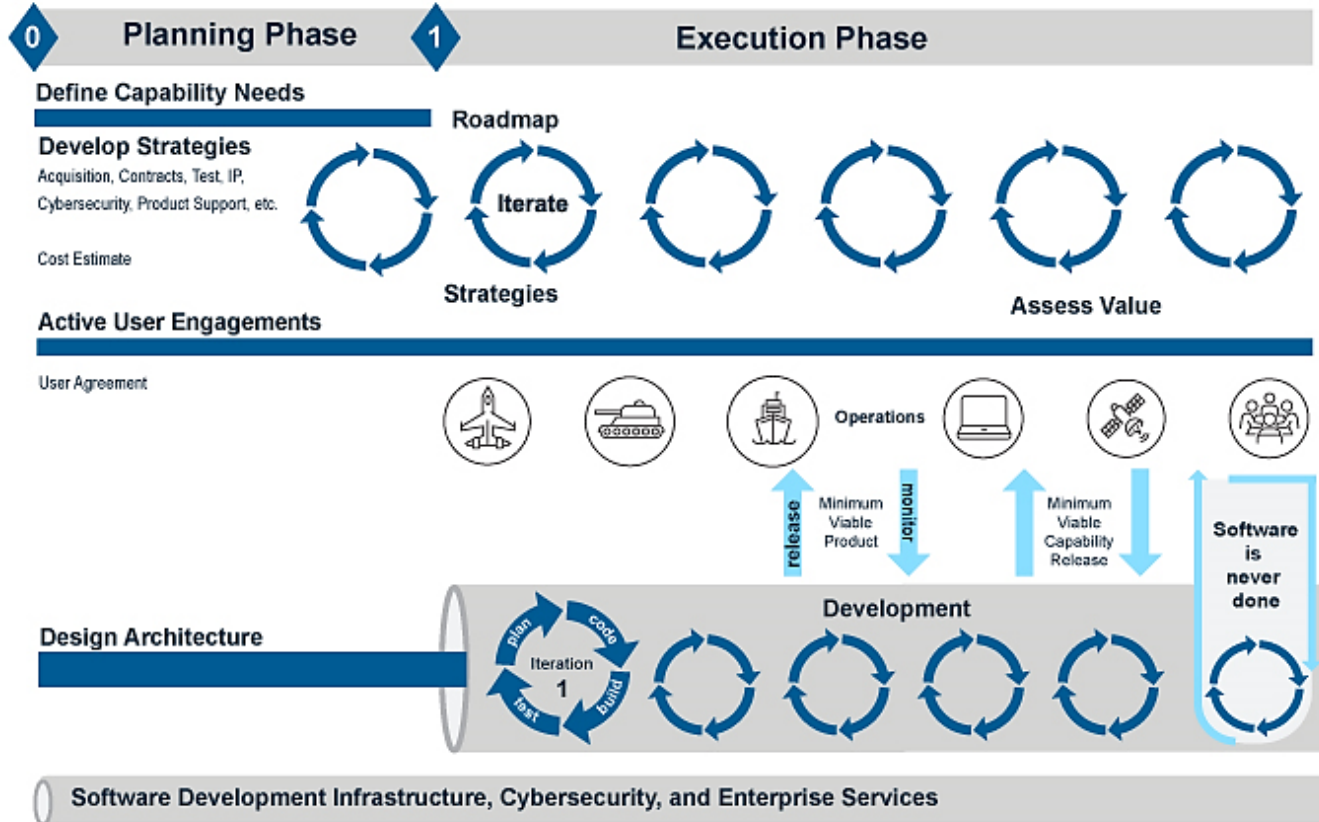 0 Planning Phase 1 Execution Phase
Define Capability Needs
Roadmap
Develop Strategies
Acquisition, Contracts, Test, IP,
Cybersecurity, Product Support, etc.
Iterate
Cost Estimate
Strategies
Assess Value
Active User Engagements
User Agreement
Operations
release
Minimum
Viable
Product
monitor
Minimum
Viable
Capability
Release
Software
is
never
done
Development
Design Architecture
plan
code
Iteration
1
build
test
Software Development Infrastructure, Cybersecurity, and Enterprise Services